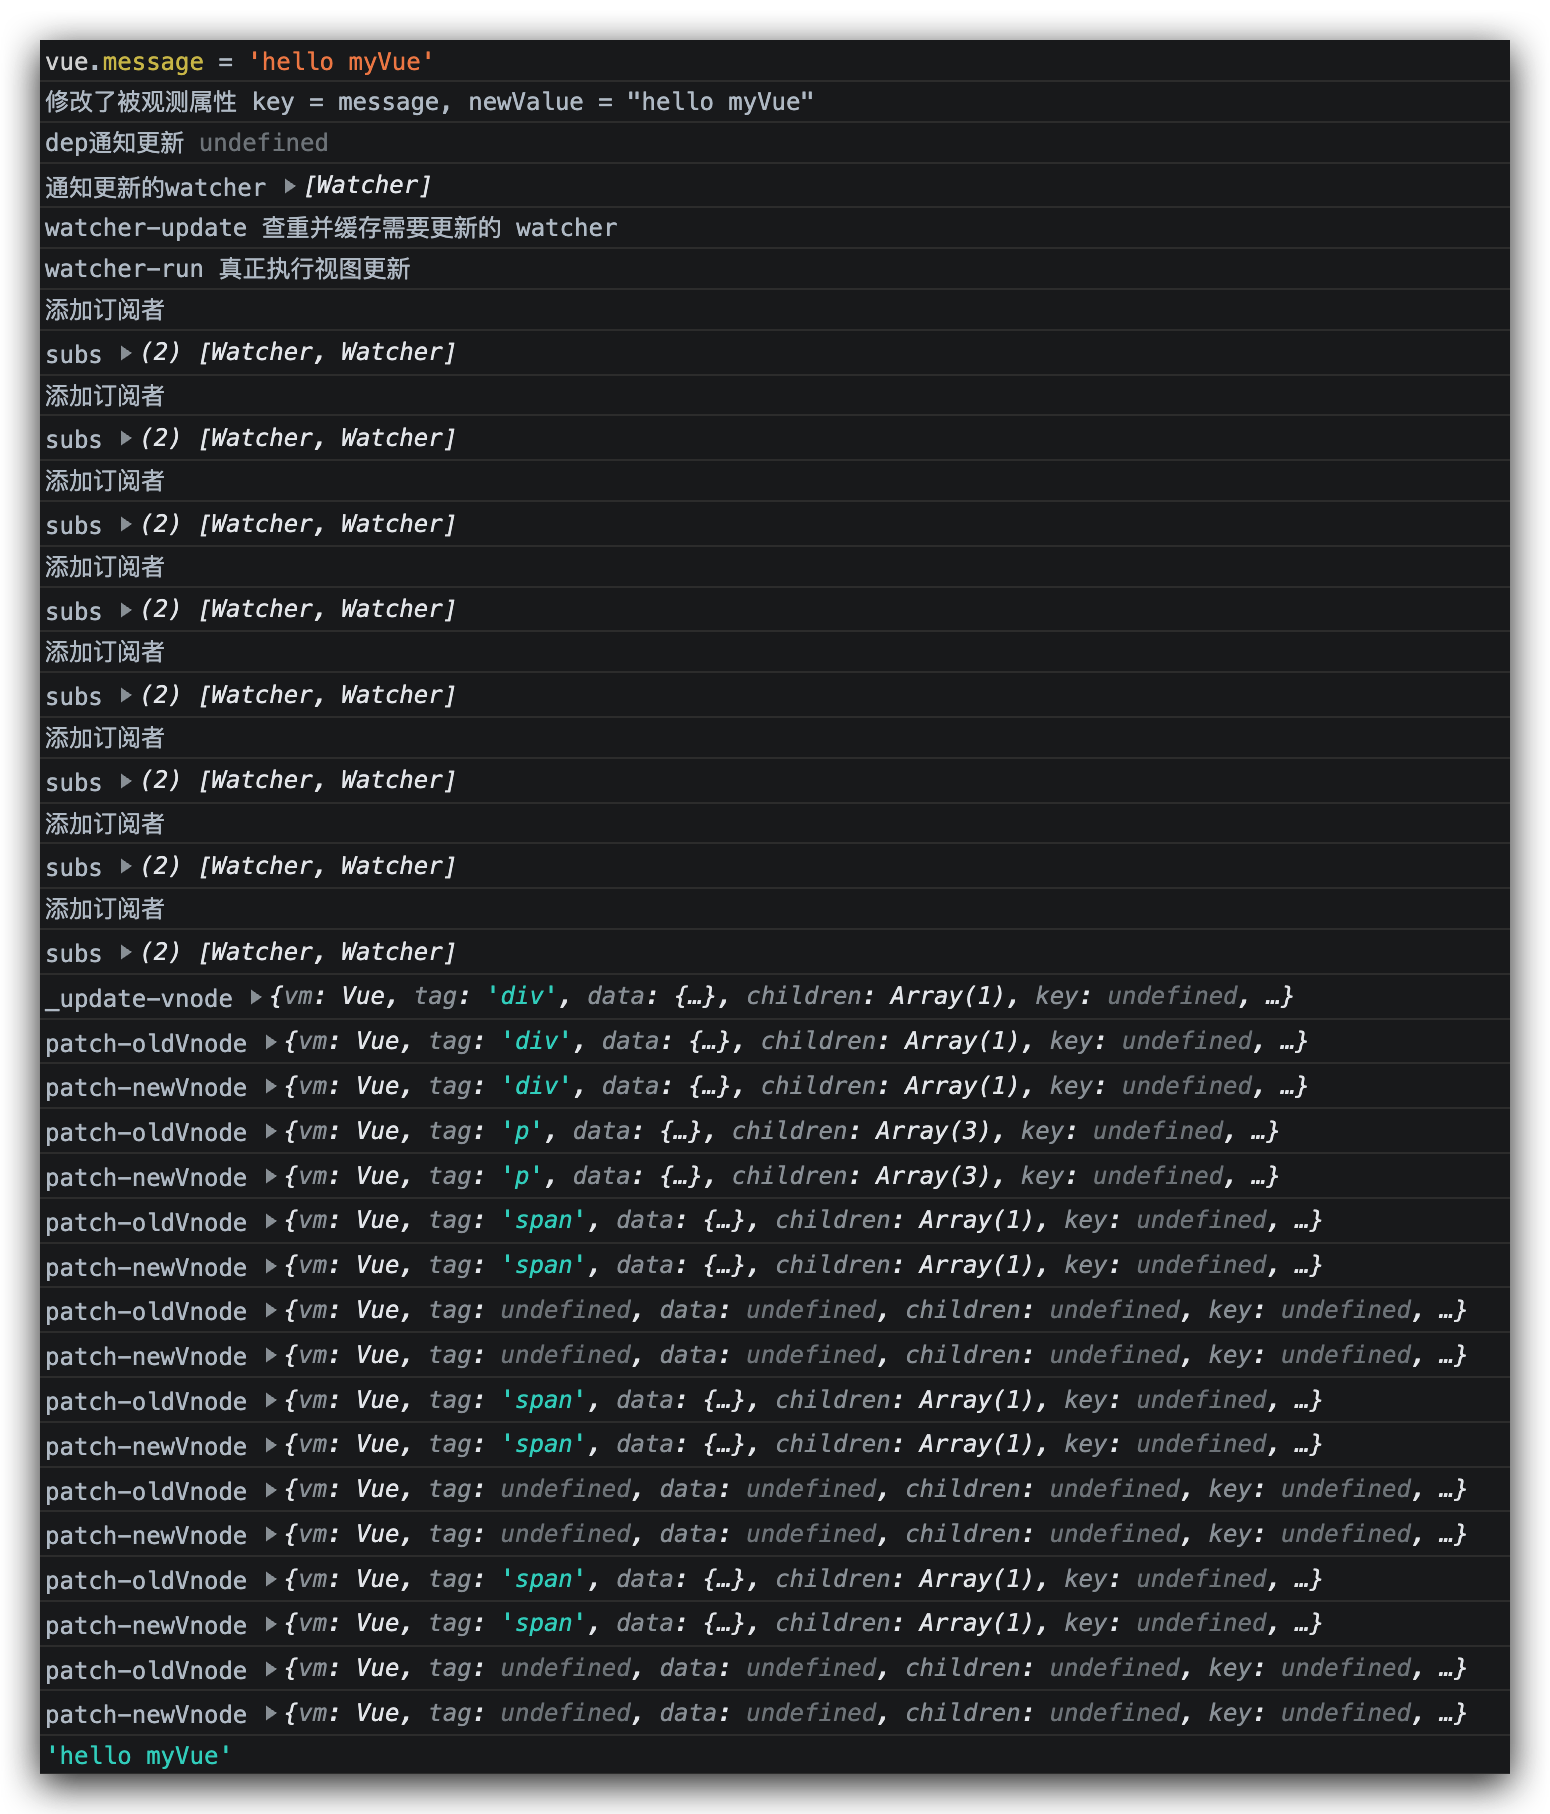 vue.message = 'hello myVue'
修改了被观测属性 key = message, newValue = "hello myVue"
dep通知更新 undefined
通知更新的watcher ▶[Watcher]
watcher-update 查重并缓存需要更新的 watcher
watcher-run 真正执行视图更新
添加订阅者
subs ▶(2) [Watcher, Watcher]
添加订阅者
subs ▶(2) [Watcher, Watcher]
添加订阅者
subs ▶(2) [Watcher, Watcher]
添加订阅者
subs ▶(2) [Watcher, Watcher]
添加订阅者
subs ▶(2) [Watcher, Watcher]
添加订阅者
subs ▶(2) [Watcher, Watcher]
添加订阅者
subs ▶(2) [Watcher, Watcher]
添加订阅者
subs ▶(2) [Watcher, Watcher]
_update-vnode ▶{vm: Vue, tag: 'div', data: {…}, children: Array(1), key: undefined, …}
patch-oldVnode ▶{vm: Vue, tag: 'div', data: {…}, children: Array(1), key: undefined, …}
patch-newVnode ▶{vm: Vue, tag: 'div', data: {…}, children: Array(1), key: undefined, …}
patch-oldVnode ▶{vm: Vue, tag: 'p', data: {…}, children: Array(3), key: undefined, …}
patch-newVnode ▶{vm: Vue, tag: 'p', data: {…}, children: Array(3), key: undefined, …}
patch-oldVnode ▶{vm: Vue, tag: 'span', data: {…}, children: Array(1), key: undefined, …}
patch-newVnode ▶{vm: Vue, tag: 'span', data: {…}, children: Array(1), key: undefined, …}
patch-oldVnode ▶{vm: Vue, tag: undefined, data: undefined, children: undefined, key: undefined, …}
patch-newVnode ▶{vm: Vue, tag: undefined, data: undefined, children: undefined, key: undefined, …}
patch-oldVnode ▶{vm: Vue, tag: 'span', data: {…}, children: Array(1), key: undefined, …}
patch-newVnode ▶{vm: Vue, tag: 'span', data: {…}, children: Array(1), key: undefined, …}
patch-oldVnode ▶{vm: Vue, tag: undefined, data: undefined, children: undefined, key: undefined, …}
patch-newVnode ▶{vm: Vue, tag: undefined, data: undefined, children: undefined, key: undefined, …}
patch-oldVnode ▶{vm: Vue, tag: 'span', data: {…}, children: Array(1), key: undefined, …}
patch-newVnode ▶{vm: Vue, tag: 'span', data: {…}, children: Array(1), key: undefined, …}
patch-oldVnode ▶{vm: Vue, tag: undefined, data: undefined, children: undefined, key: undefined, …}
patch-newVnode ▶{vm: Vue, tag: undefined, data: undefined, children: undefined, key: undefined, …}
'hello myVue'